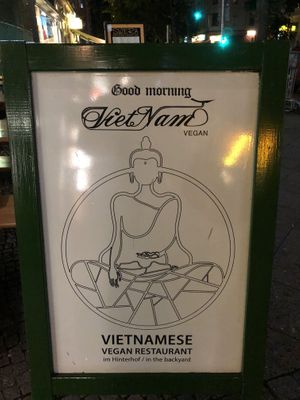 Good morning
VietNam
VEGAN
VIETNAMESE
VEGAN RESTAURANT
im Hinterhof / in the backyard